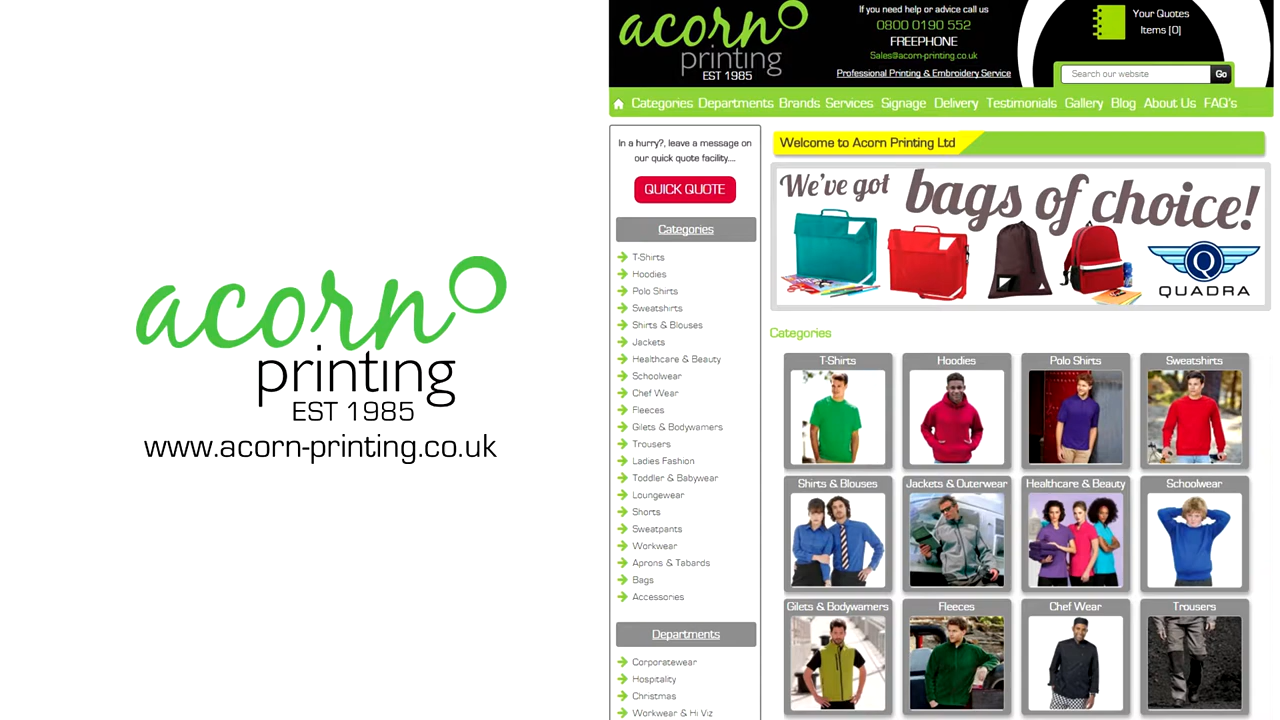 acorn
printing
EST 1985
www.acorn-printing.co.uk
acorn
printing
EST 1985
If you need help or advice call us
0800 0190 552
FREEPHONE
Sales@acorn-printing.co.uk
Professional Printing & Embroidery Service
Your Quotes
Items [0]
Search our website
Go
Categories Departments Brands Services Signage Delivery Testimonials Gallery Blog About Us FAQ's
In a hurry?, leave a message on
our quick quote facility....
QUICK QUOTE
Categories
T-Shirts
Hoodies
Polo Shirts
Sweatshirts
Shirts & Blouses
Jackets
Healthcare & Beauty
Schoolwear
Chef Wear
Fleeces
Gilets & Bodywarmers
Trousers
Ladies Fashion
Toddler & Babywear
Loungewear
Shorts
Sweatpants
Workwear
Aprons & Tabards
Bags
Accessories
Departments
Corporatewear
Hospitality
Christmas
Workwear & Hi Viz
Welcome to Acorn Printing Ltd
We've got bags of choice!
Q
QUADRA
Categories
T-Shirts Hoodies Polo Shirts Sweatshirts
Shirts & Blouses Jackets & Outerwear Healthcare & Beauty Schoolwear
Gilets & Bodywarmers Fleeces Chef Wear Trousers